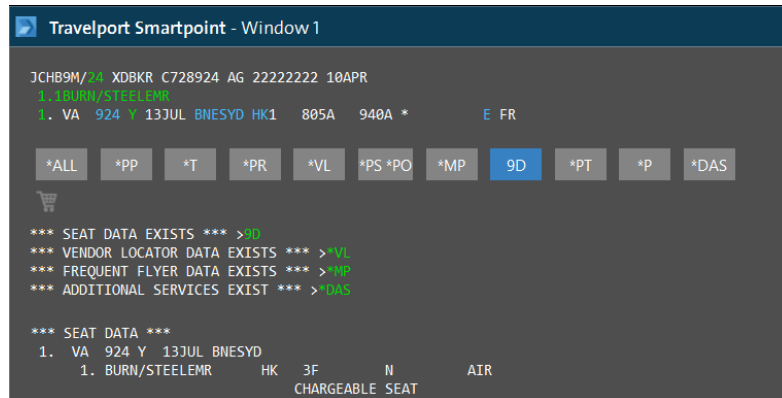 Travelport Smartpoint - Window 1
JCHB9M/24 XDBKR C728924 AG 22222222 10APR
1.1BURN/STEELEMR
1. VA 924 Y 13JUL BNESYD HK1 805A 940A * E FR
*ALL *PP *T *PR *VL *PS *PO *MP 9D *PT *P *DAS
*** SEAT DATA EXISTS *** >9D
*** VENDOR LOCATOR DATA EXISTS *** >*VL
*** FREQUENT FLYER DATA EXISTS *** >*MP
*** ADDITIONAL SERVICES EXIST *** >*DAS
*** SEAT DATA ***
1. VA 924 Y 13JUL BNESYD
1. BURN/STEELEMR HK 3F N AIR
CHARGEABLE SEAT